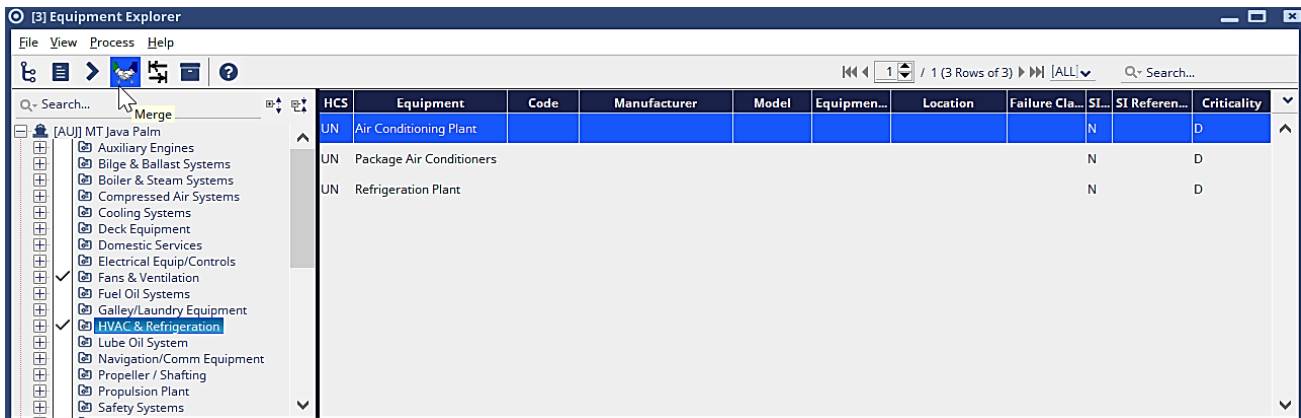 [3] Equipment Explorer
File View Process Help
1 / 1 (3 Rows of 3) [ALL] Search...
Search...
Merge
HCS Equipment Code Manufacturer Model Equipmen... Location Failure Cla... SI... SI Referen... Criticality
[AUJ] MT Java Palm
Auxiliary Engines
Bilge & Ballast Systems
Boiler & Steam Systems
Compressed Air Systems
Cooling Systems
Deck Equipment
Domestic Services
Electrical Equip/Controls
Fans & Ventilation
Fuel Oil Systems
Galley/Laundry Equipment
HVAC & Refrigeration
Lube Oil System
Navigation/Comm Equipment
Propeller / Shafting
Propulsion Plant
Safety Systems
UN Air Conditioning Plant N D
UN Package Air Conditioners N D
UN Refrigeration Plant N D